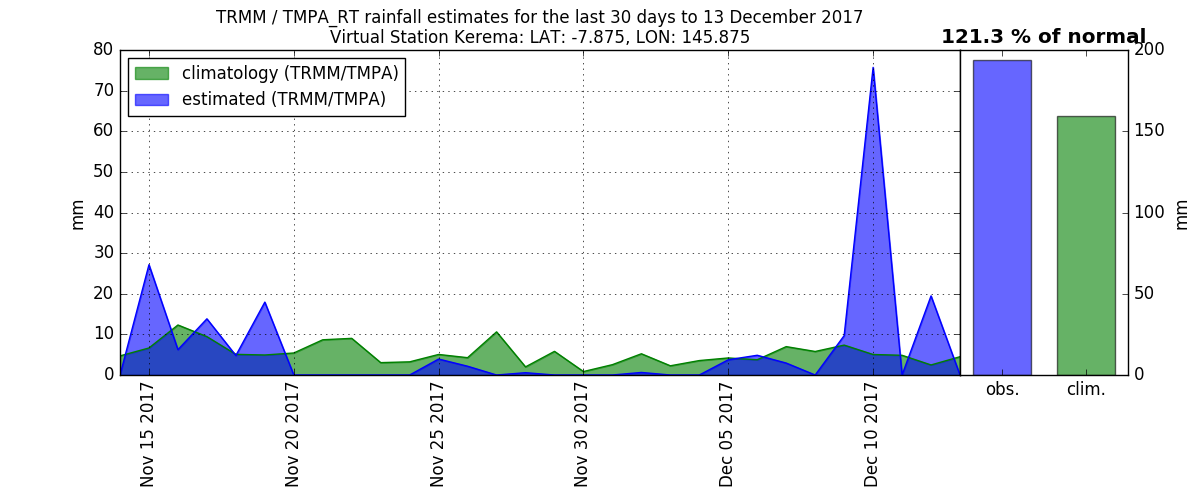 TRMM / TMPA_RT rainfall estimates for the last 30 days to 13 December 2017
Virtual Station Kerema: LAT: -7.875, LON: 145.875
121.3 % of normal
climatology (TRMM/TMPA)
estimated (TRMM/TMPA)
mm
80
70
60
50
40
30
20
10
0
Nov 15 2017
Nov 20 2017
Nov 25 2017
Nov 30 2017
Dec 05 2017
Dec 10 2017
200
150
100
50
0
mm
obs.
clim.